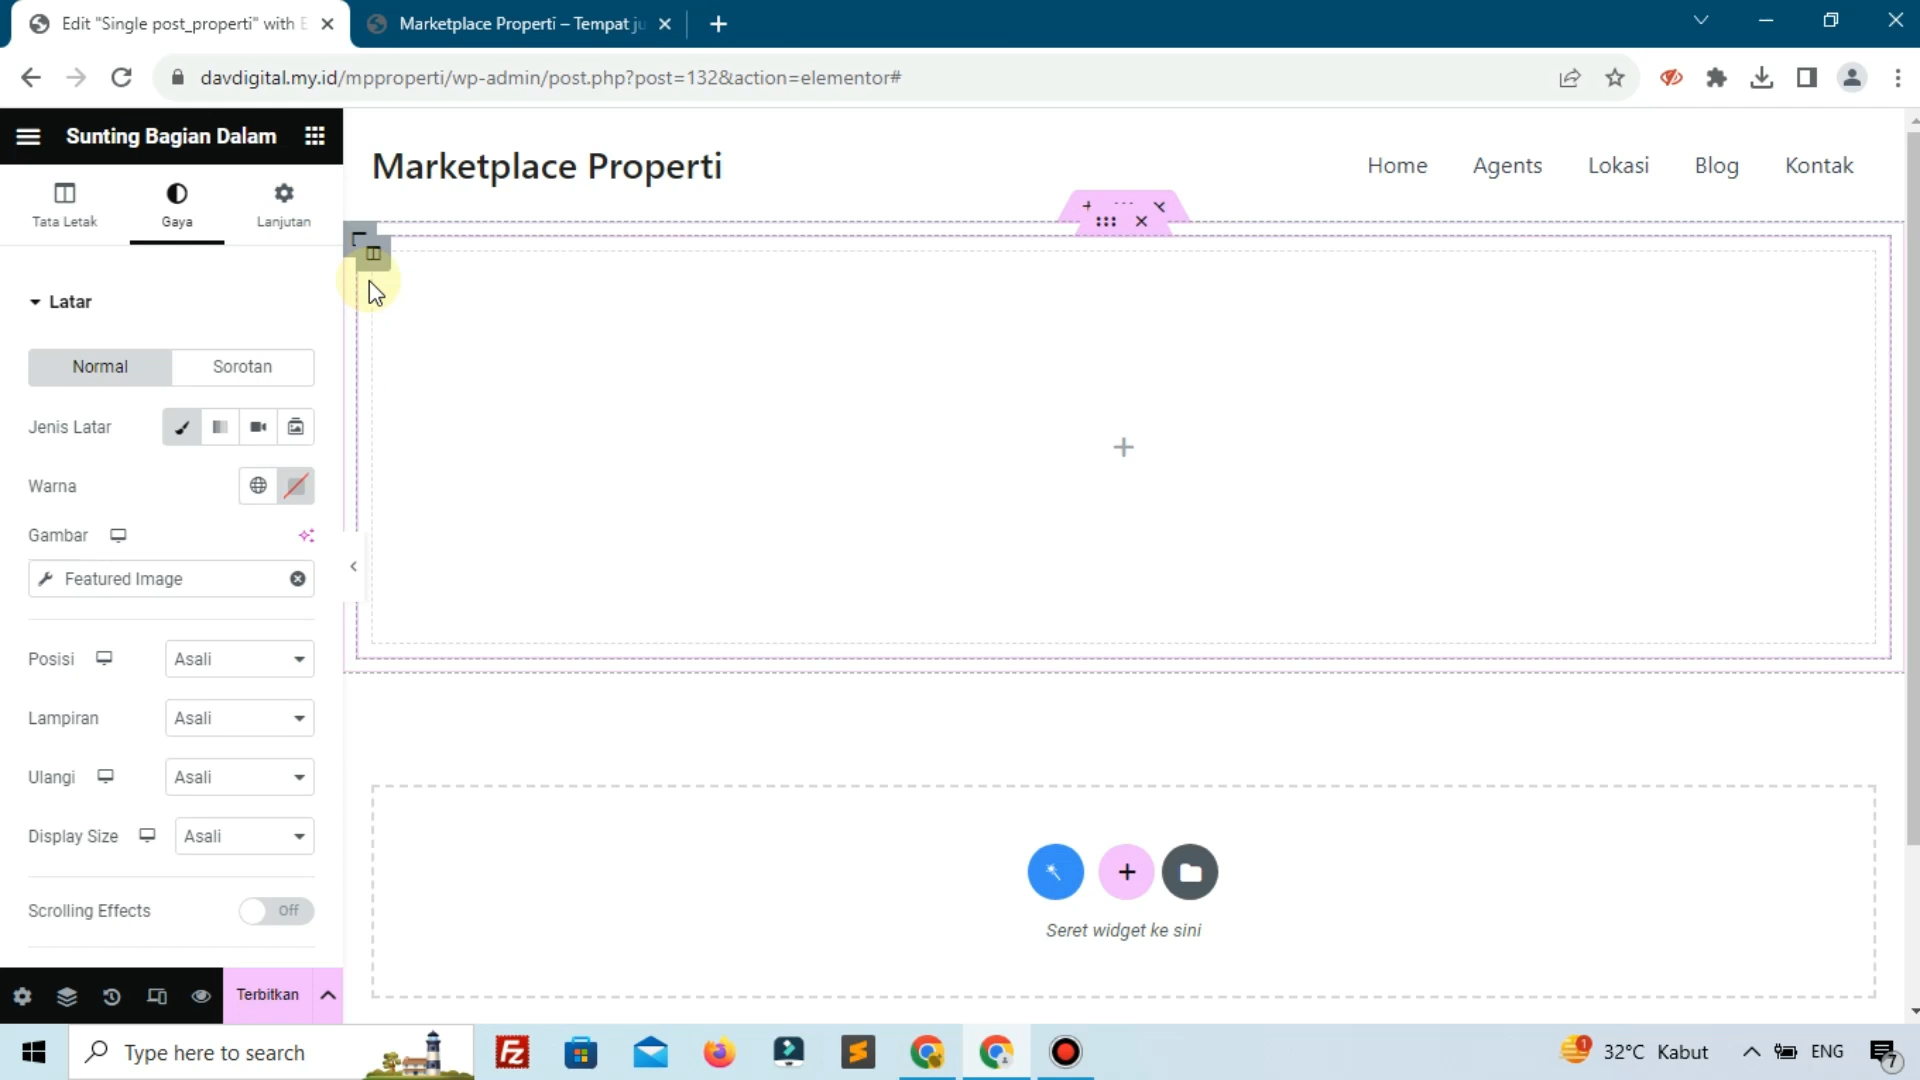 Edit "Single post_properti" with E
Marketplace Properti – Tempat ju
davdigital.my.id/mpproperti/wp-admin/post.php?post=132&action=elementor#
Sunting Bagian Dalam
Tata Letak
Gaya
Lanjutan
Marketplace Properti
Home
Agents
Lokasi
Blog
Kontak
Latar
Normal
Sorotan
Jenis Latar
Warna
Gambar
Featured Image
Posisi
Asali
Lampiran
Asali
Ulangi
Asali
Display Size
Asali
Scrolling Effects
Off
Seret widget ke sini
Terbitkan
Type here to search
Fz
1
32°C Kabut
ENG
7